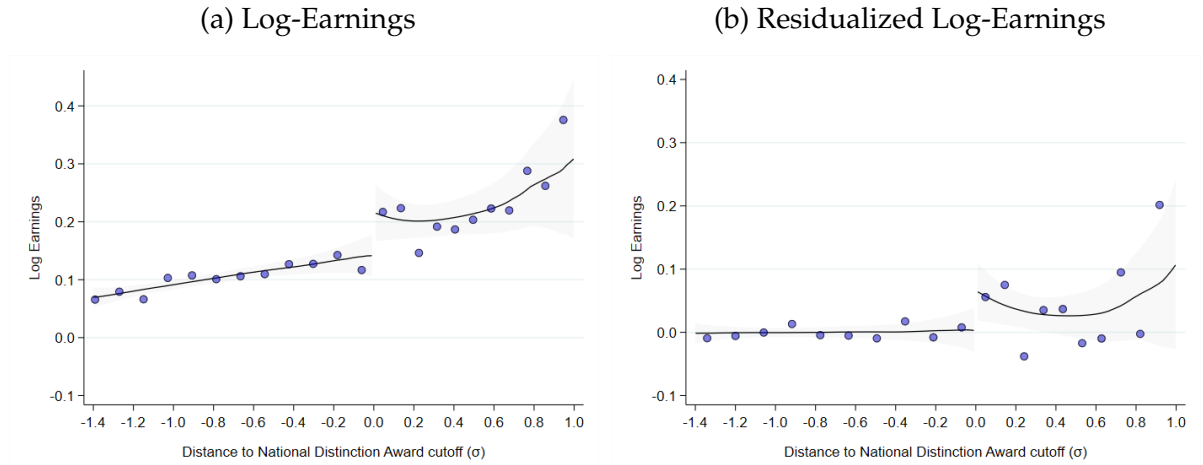 (a) Log-Earnings
0.4
0.3
0.2
0.1
0.0
-0.1
Log Earnings
-1.4 -1.2 -1.0 -0.8 -0.6 -0.4 -0.2 0.0 0.2 0.4 0.6 0.8 1.0
Distance to National Distinction Award cutoff (σ)
(b) Residualized Log-Earnings
0.4
0.3
0.2
0.1
0.0
-0.1
Log Earnings
-1.4 -1.2 -1.0 -0.8 -0.6 -0.4 -0.2 0.0 0.2 0.4 0.6 0.8 1.0
Distance to National Distinction Award cutoff (σ)